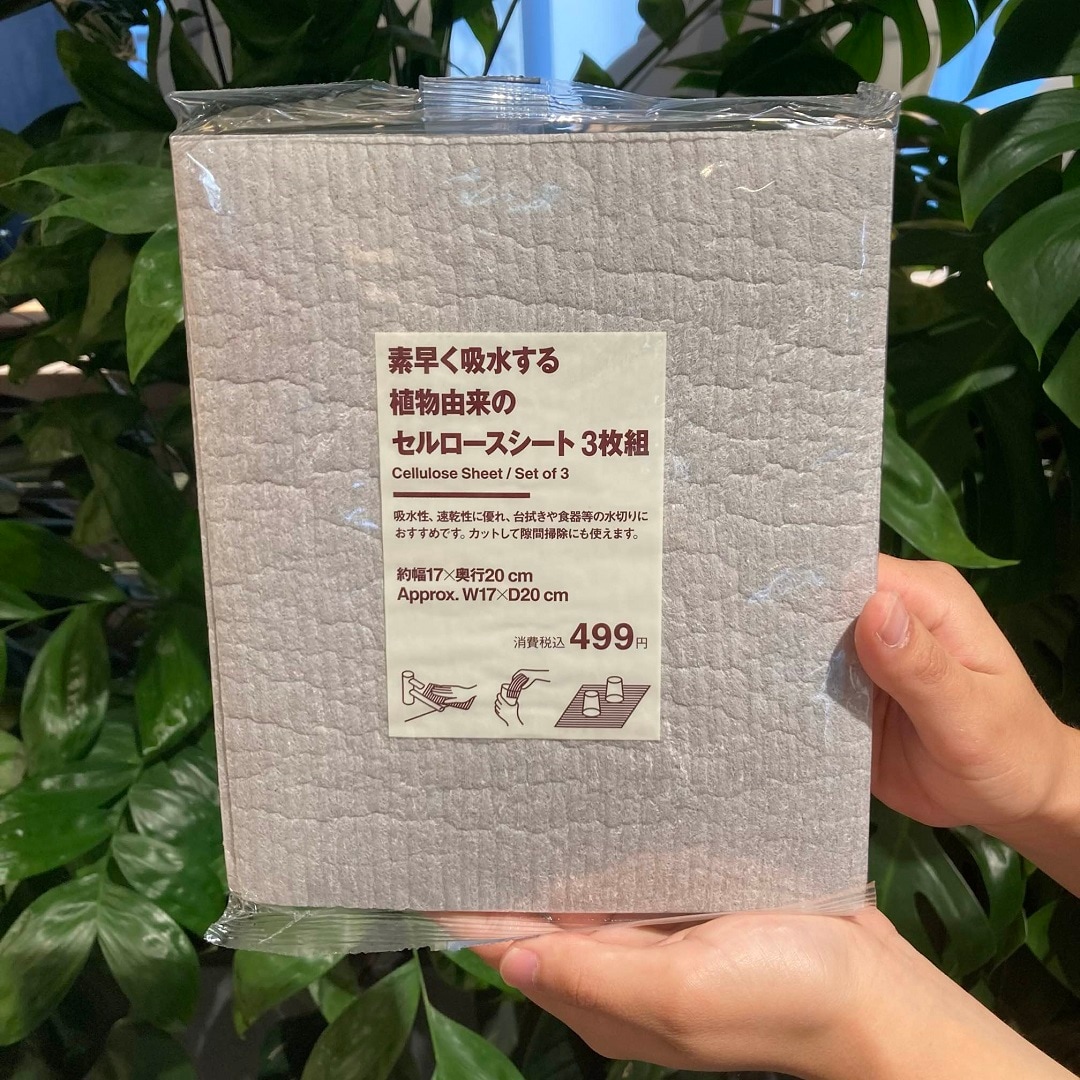 素早く吸水する
植物由来の
セルロースシート 3枚組
Cellulose Sheet / Set of 3
吸水性、速乾性に優れ、台拭きや食器等の水切りに
おすすめです。カットして隙間掃除にも使えます。
約幅17×奥行20 cm
Approx. W17×D20 cm
消費税込 499円